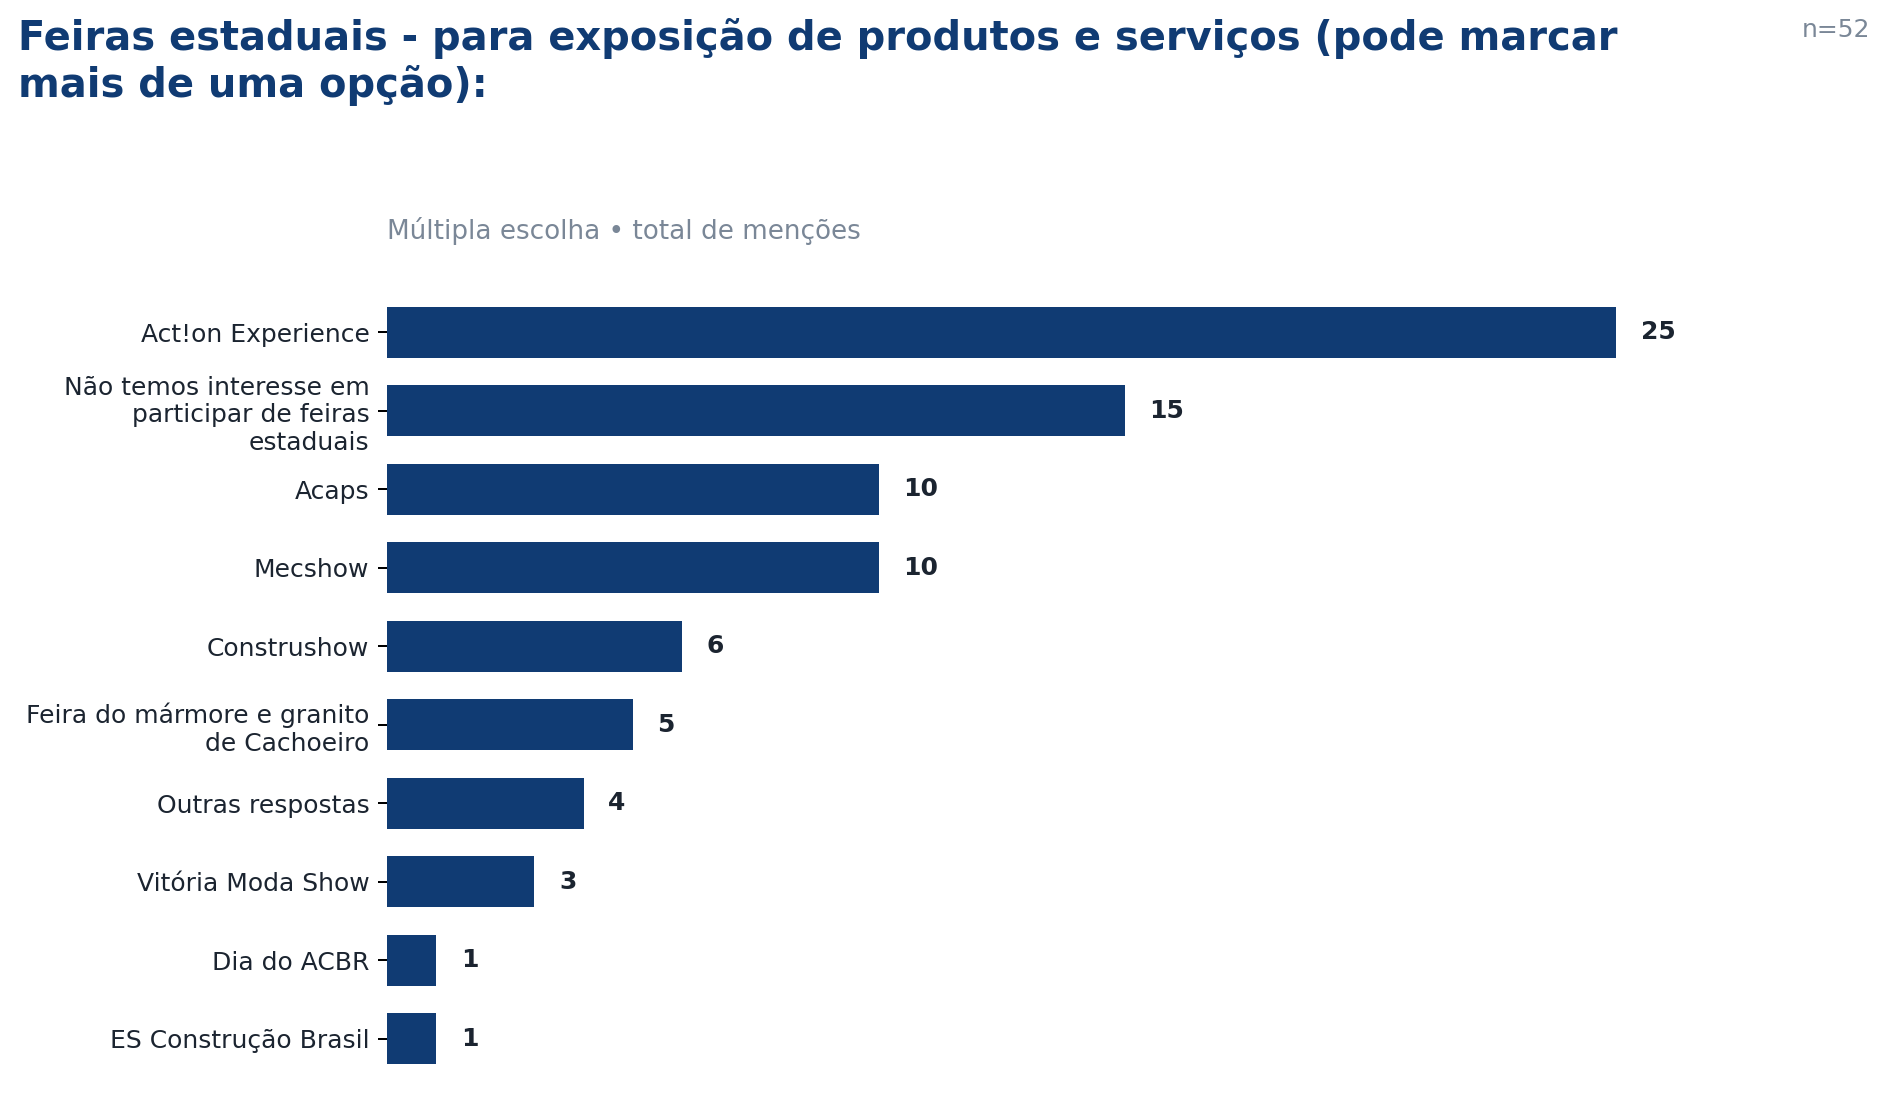 Feiras estaduais - para exposição de produtos e serviços (pode marcar
mais de uma opção):
n=52
Múltipla escolha • total de menções
Act!on Experience
25
Não temos interesse em
participar de feiras
estaduais
15
Acaps
10
Mecshow
10
Construshow
6
Feira do mármore e granito
de Cachoeiro
5
Outras respostas
4
Vitória Moda Show
3
Dia do ACBR
1
ES Construção Brasil
1